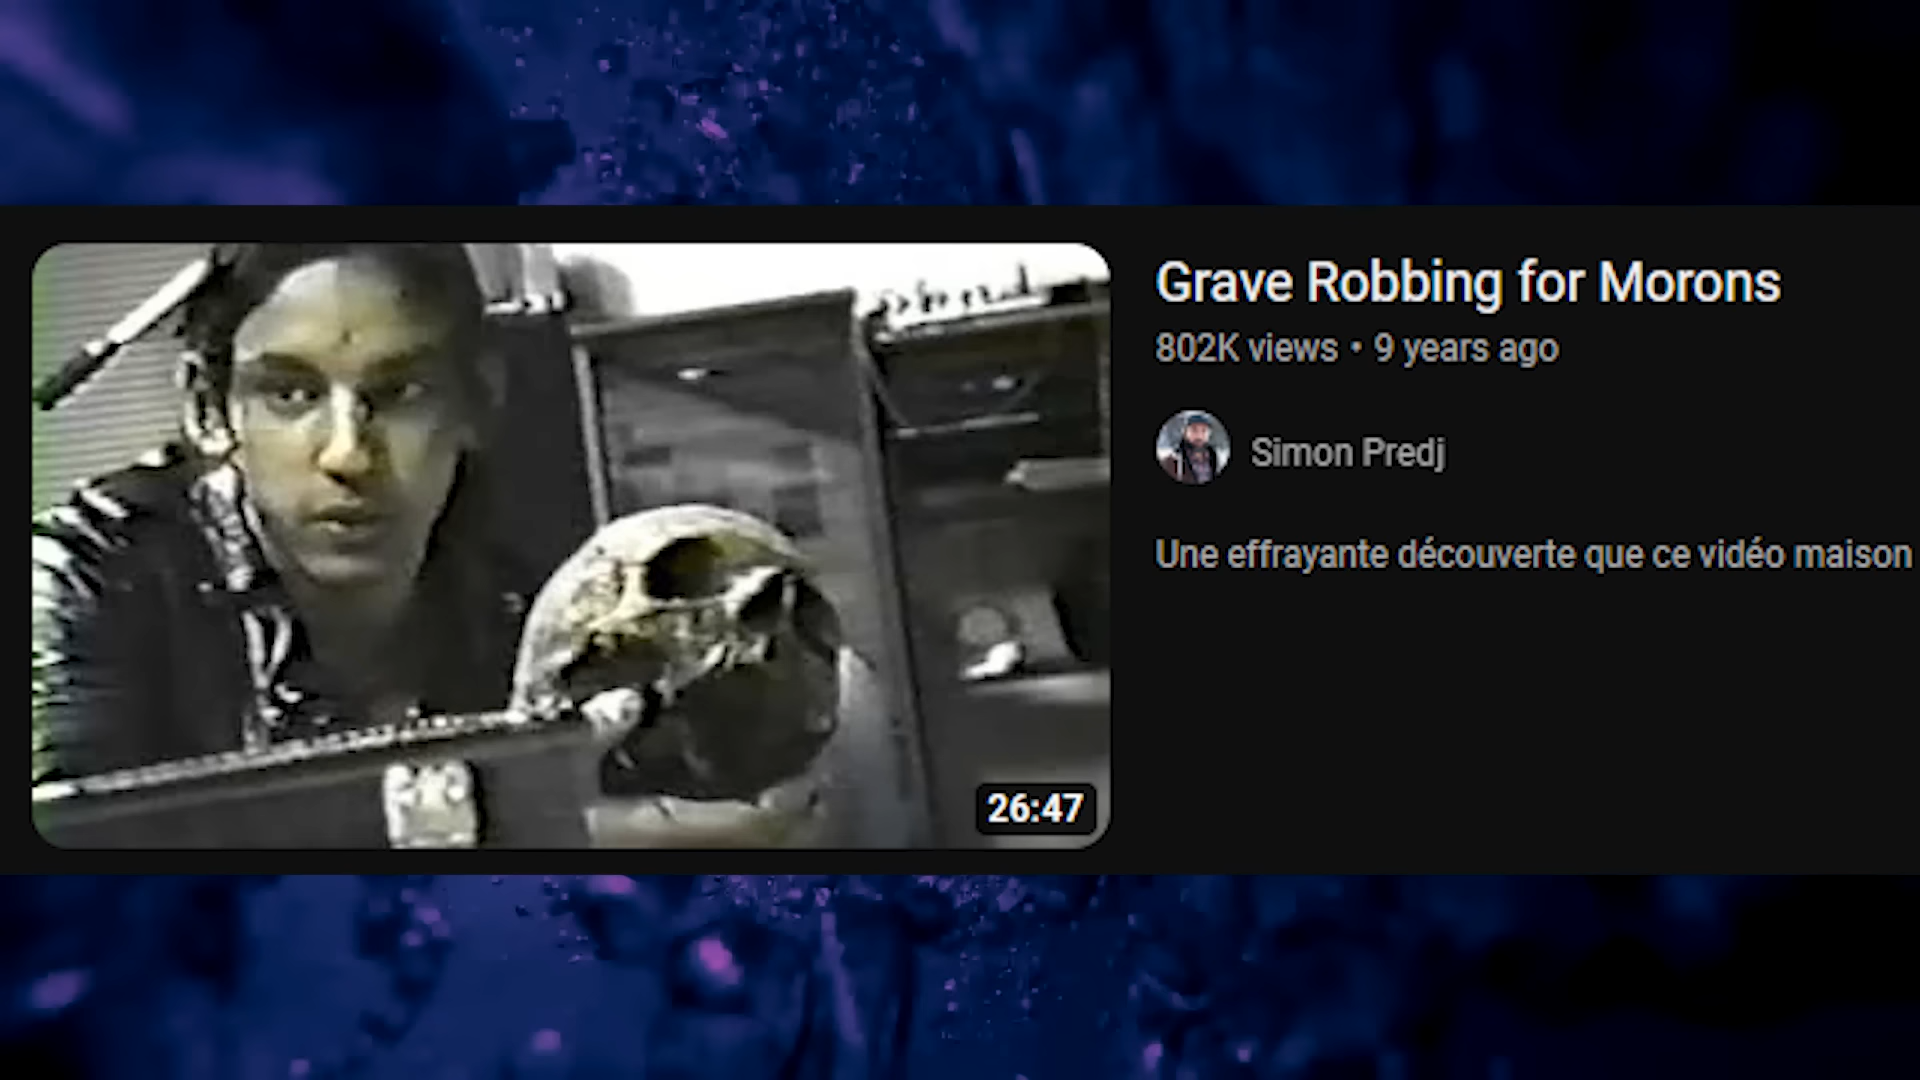 Grave Robbing for Morons
802K views • 9 years ago
Simon Predj
Une effrayante découverte que ce vidéo maison
26:47